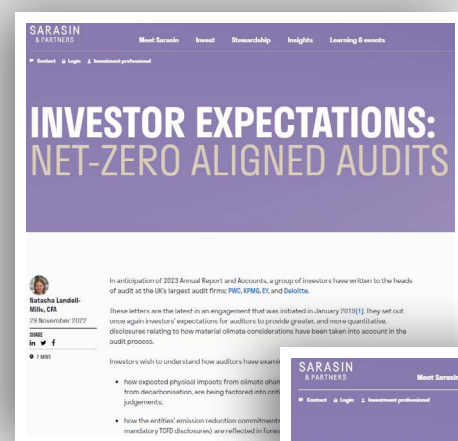 SARASIN
& PARTNERS
Meet Sarasin Invest Stewardship Insights Learning & events
Contact Login Investment professional
INVESTOR EXPECTATIONS:
NET-ZERO ALIGNED AUDITS
Natasha Landell-
Mills, CFA
29 November 2022
SHARE
2 MINS
In anticipation of 2023 Annual Report and Accounts, a group of investors have written to the heads
of audit at the UK's largest audit firms: PWC, KPMG, EY, and Deloitte.
These letters are the latest in an engagement that was initiated in January 2019[1]. They set out
once again investors' expectations for auditors to provide greater, and more quantitative,
disclosures relating to how material climate considerations have been taken into account in the
audit process.
Investors wish to understand how auditors have
how expected physical impacts from climate
from decarbonisation, are being factored into
judgements;
how the entities' emission reduction commitments
mandatory TCFD disclosures) are reflected in
SARASIN
& PARTNERS
Meet
Contact Login Investment professional